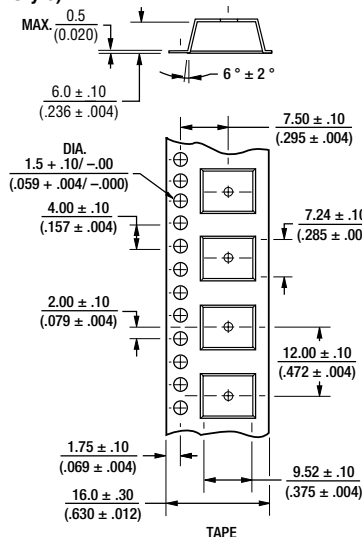 MAX.
0.5
(0.020)
6.0 ± .10
(.236 ± .004)
6 ° ± 2 °
7.50 ± .10
(.295 ± .004)
DIA.
1.5 + .10/ −.00
(.059 + .004/ −.000)
4.00 ± .10
(.157 ± .004)
7.24 ± .10
(.285 ± .00
2.00 ± .10
(.079 ± .004)
12.00 ± .10
(.472 ± .004)
1.75 ± .10
(.069 ± .004)
9.52 ± .10
(.375 ± .004)
16.0 ± .30
(.630 ± .012)
TAPE